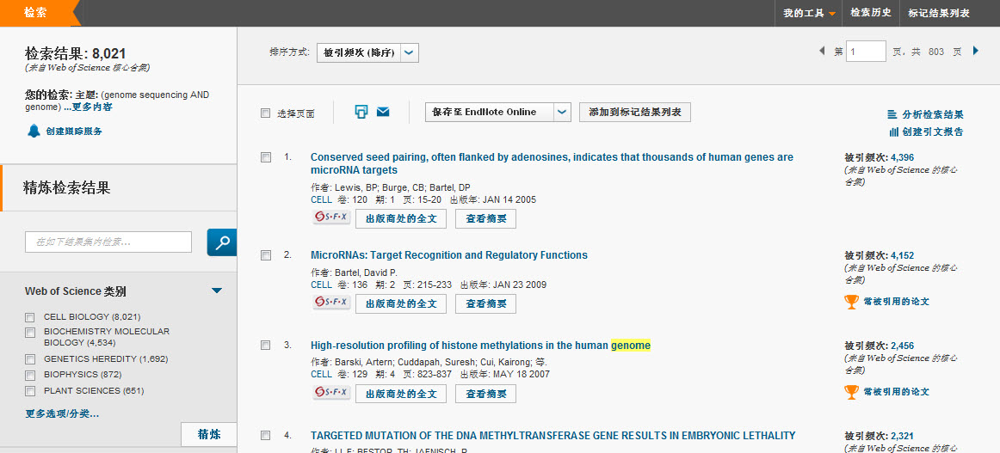 检索
我的工具
检索历史
标记结果列表
检索结果: 8,021
(来自 Web of Science 核心合集)
您的检索: 主题: (genome sequencing AND
genome) ...更多内容
创建跟踪服务
精炼检索结果
在如下结果集内检索...
Web of Science 类别
CELL BIOLOGY (8,021)
BIOCHEMISTRY MOLECULAR
BIOLOGY (4,534)
GENETICS HEREDITY (1,692)
BIOPHYSICS (872)
PLANT SCIENCES (651)
更多选项/分类...
精炼
排序方式: 被引频次 (降序)
第 1 页, 共 803 页
选择页面
保存至 EndNote Online
添加到标记结果列表
分析检索结果
创建引文报告
1. Conserved seed pairing, often flanked by adenosines, indicates that thousands of human genes are
microRNA targets
作者: Lewis, BP; Burge, CB; Bartel, DP
CELL 卷: 120 期: 1 页: 15-20 出版年: JAN 14 2005
S·F·X 出版商处的全文 查看摘要
被引频次: 4,396
(来自 Web of Science 的核心
合集)
2. MicroRNAs: Target Recognition and Regulatory Functions
作者: Bartel, David P.
CELL 卷: 136 期: 2 页: 215-233 出版年: JAN 23 2009
S·F·X 出版商处的全文 查看摘要
被引频次: 4,152
(来自 Web of Science 的核心
合集)
常被引用的论文
3. High-resolution profiling of histone methylations in the human genome
作者: Barski, Artern; Cuddapah, Suresh; Cui, Kairong; 等.
CELL 卷: 129 期: 4 页: 823-837 出版年: MAY 18 2007
S·F·X 出版商处的全文 查看摘要
被引频次: 2,456
(来自 Web of Science 的核心
合集)
常被引用的论文
4. TARGETED MUTATION OF THE DNA METHYLTRANSFERASE GENE RESULTS IN EMBRYONIC LETHALITY
作者: LI, E; BESTOR, TH; JAENISCH, R
被引频次: 2,321
(来自 Web of Science 的核心